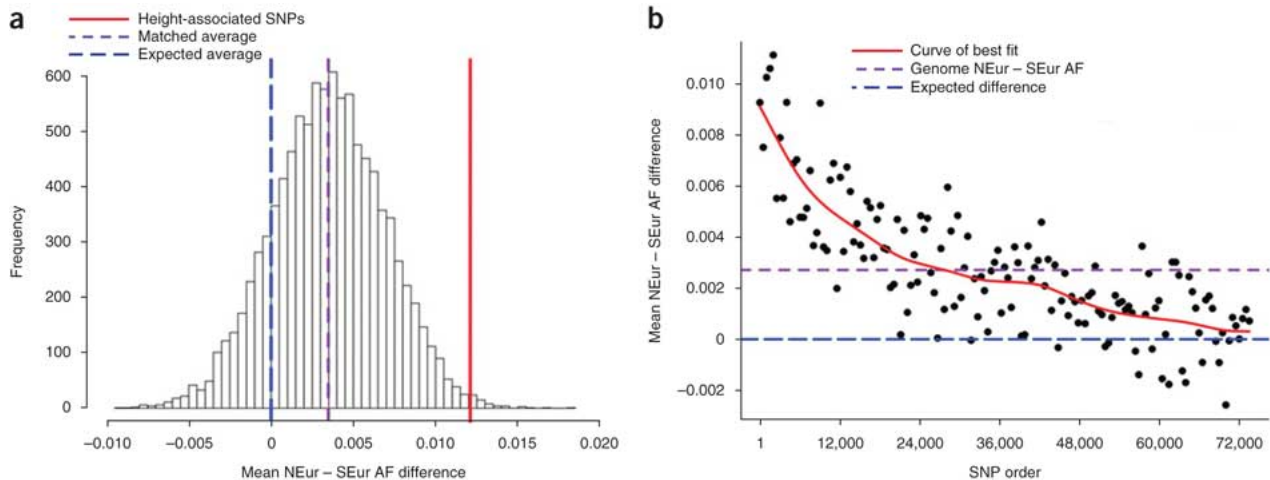 a
Height-associated SNPs
Matched average
Expected average
600
500
400
300
200
100
0
Frequency
−0.010
−0.005
0
0.005
0.010
0.015
0.020
Mean NEur – SEur AF difference
b
Curve of best fit
Genome NEur – SEur AF
Expected difference
0.010
0.008
0.006
0.004
0.002
0
−0.002
Mean NEur – SEur AF difference
1
12,000
24,000
36,000
48,000
60,000
72,000
SNP order